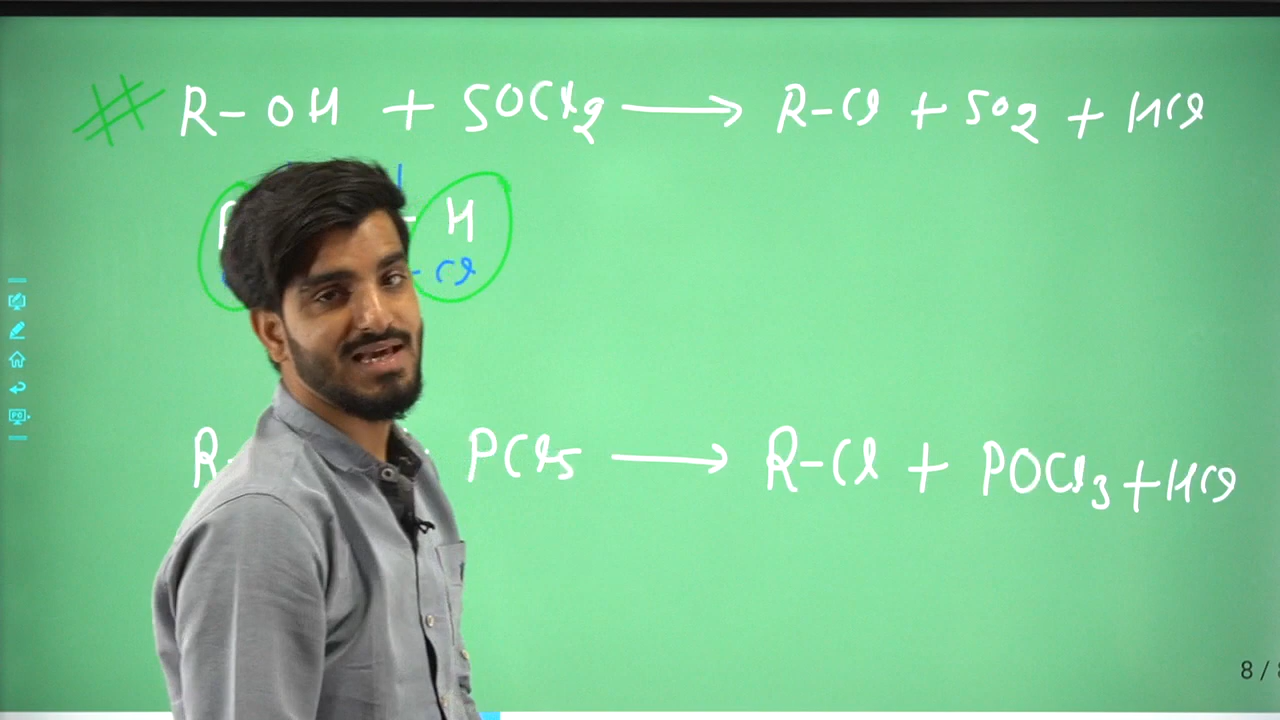 # R-OH + SOCl2 ⟶ R-Cl + SO2 + HCl
H
Cl
R- PCl5 ⟶ R-Cl + POCl3 + HCl
8 /